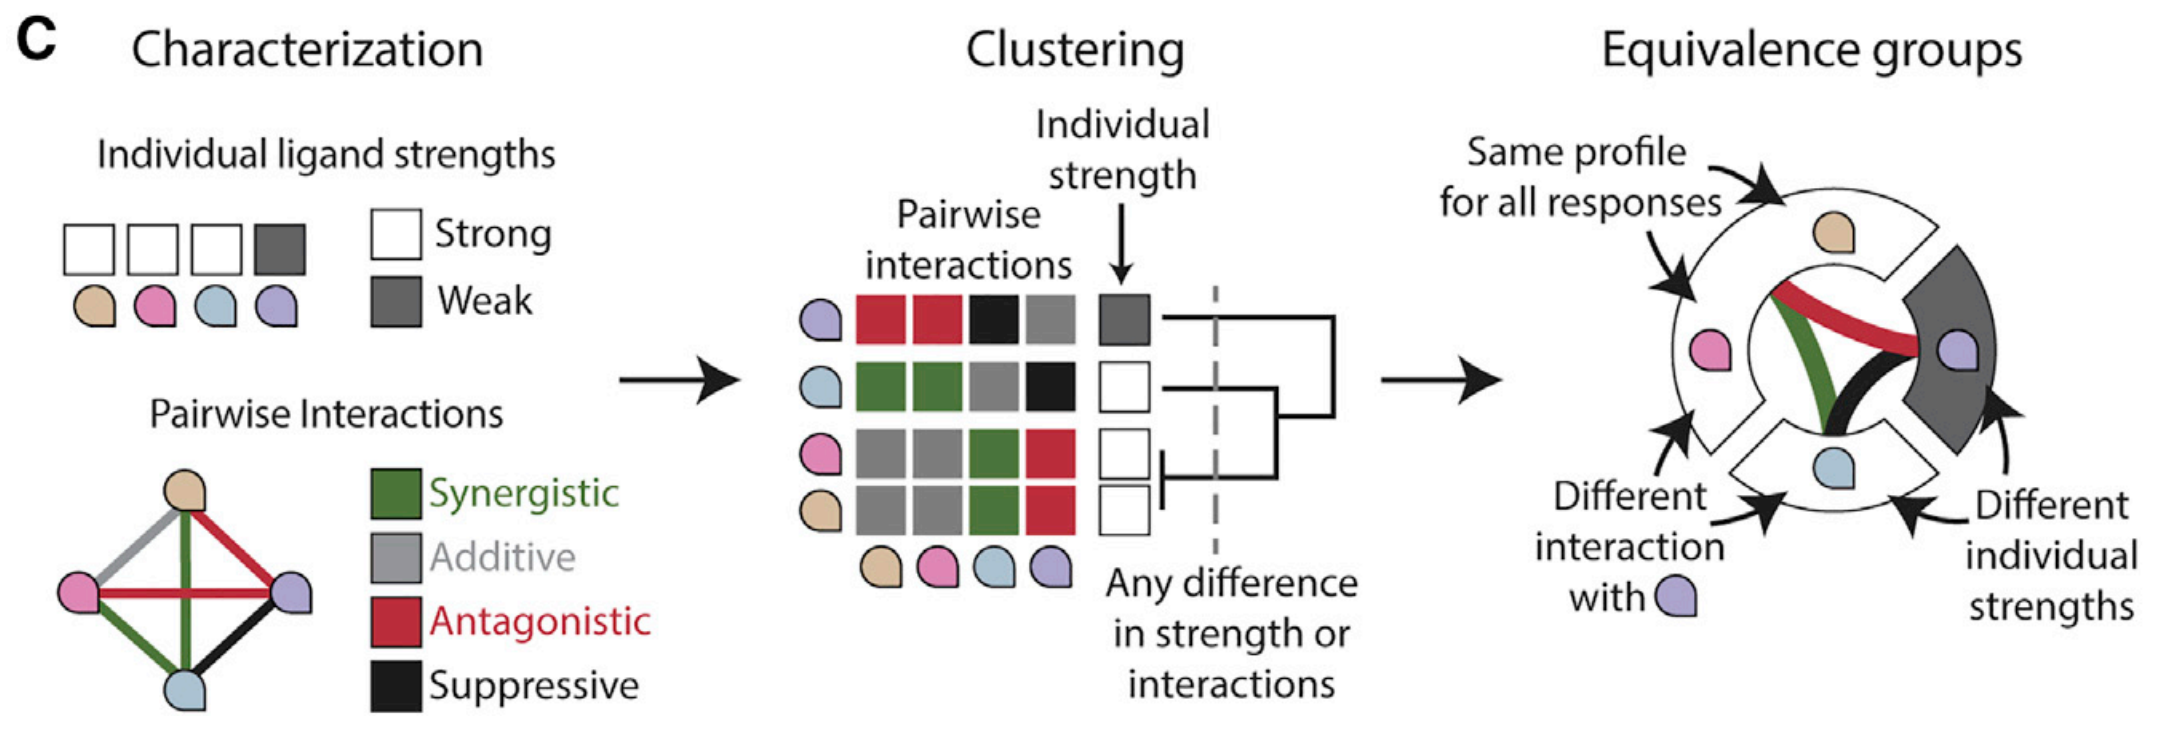 C
Characterization
Individual ligand strengths
Strong
Weak
Pairwise Interactions
Synergistic
Additive
Antagonistic
Suppressive
Clustering
Individual
strength
Pairwise
interactions
Any difference
in strength or
interactions
Equivalence groups
Same profile
for all responses
Different
interaction
with
Different
individual
strengths